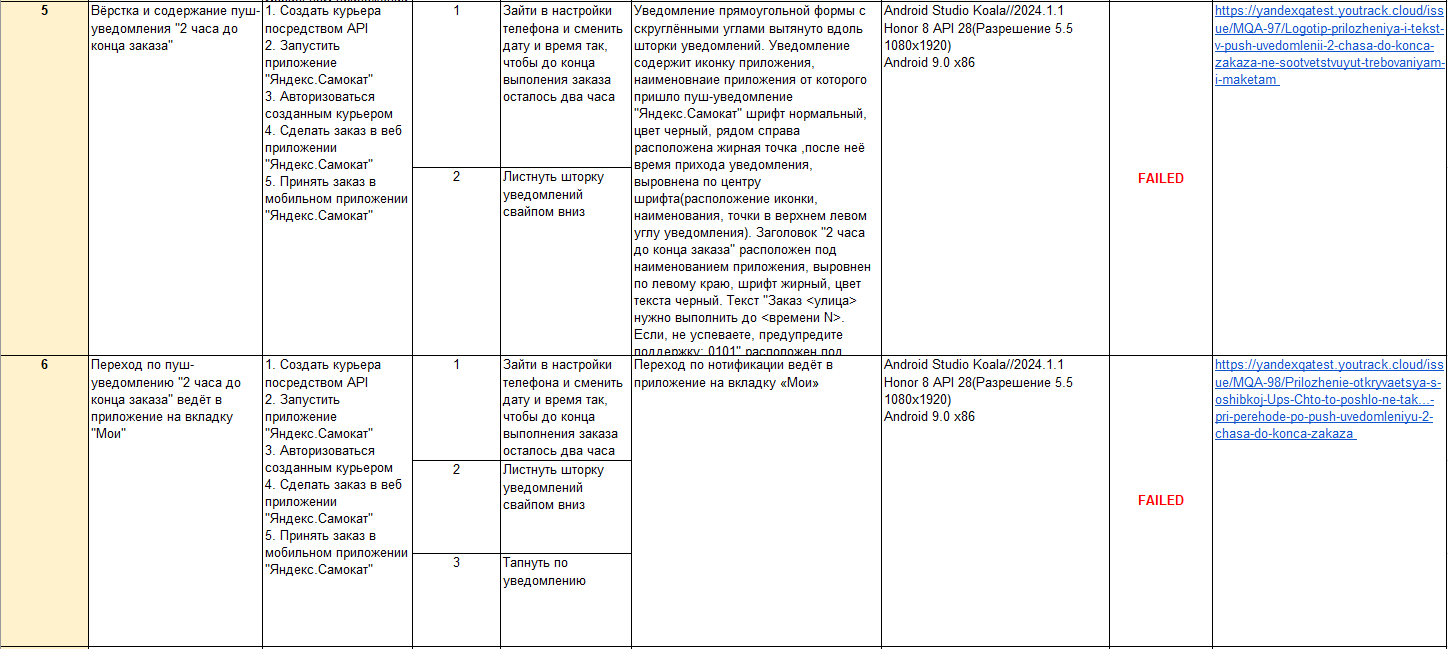 5
Вёрстка и содержание пуш-
уведомления "2 часа до
конца заказа"
1. Создать курьера
посредством API
2. Запустить
приложение
"Яндекс.Самокат"
3. Авторизоваться
созданным курьером
4. Сделать заказ в веб
приложении
"Яндекс.Самокат"
5. Принять заказ в
мобильном приложении
"Яндекс.Самокат"
1
Зайти в настройки
телефона и сменить
дату и время так,
чтобы до конца
выполения заказа
осталось два часа
2
Листнуть шторку
уведомлений
свайпом вниз
Уведомление прямоугольной формы с
скруглёнными углами вытянуто вдоль
шторки уведомлений. Уведомление
содержит иконку приложения,
наименовнаие приложения от которого
пришло пуш-уведомление
"Яндекс.Самокат" шрифт нормальный,
цвет черный, рядом справа
расположена жирная точка ,после неё
время прихода уведомления,
выровнена по центру
шрифта(расположение иконки,
наименования, точки в верхнем левом
углу уведомления). Заголовок "2 часа
до конца заказа" расположен под
наименованием приложения, выровнен
по левому краю, шрифт жирный, цвет
текста черный. Текст "Заказ <улица>
нужно выполнить до <времени N>.
Если, не успеваете, предупредите
поддержку: 0101" расположен под
Android Studio Koala//2024.1.1
Honor 8 API 28(Разрешение 5.5
1080x1920)
Android 9.0 x86
FAILED
https://yandexqatest.youtrack.cloud/iss
ue/MQA-97/Logotip-prilozheniya-i-tekst-
v-push-uvedomlenii-2-chasa-do-konca-
zakaza-ne-sootvetstvuyut-trebovaniyam-
i-maketam
6
Переход по пуш-
уведомлению "2 часа до
конца заказа" ведёт в
приложение на вкладку
"Мои"
1. Создать курьера
посредством API
2. Запустить
приложение
"Яндекс.Самокат"
3. Авторизоваться
созданным курьером
4. Сделать заказ в веб
приложении
"Яндекс.Самокат"
5. Принять заказ в
мобильном приложении
"Яндекс.Самокат"
1
Зайти в настройки
телефона и сменить
дату и время так,
чтобы до конца
выполнения заказа
осталось два часа
2
Листнуть шторку
уведомлений
свайпом вниз
3
Тапнуть по
уведомлению
Переход по нотификации ведёт в
приложение на вкладку «Мои»
Android Studio Koala//2024.1.1
Honor 8 API 28(Разрешение 5.5
1080x1920)
Android 9.0 x86
FAILED
https://yandexqatest.youtrack.cloud/iss
ue/MQA-98/Prilozhenie-otkryvaetsya-s-
oshibkoj-Ups-Chto-to-poshlo-ne-tak...-
pri-perehode-po-push-uvedomleniyu-2-
chasa-do-konca-zakaza